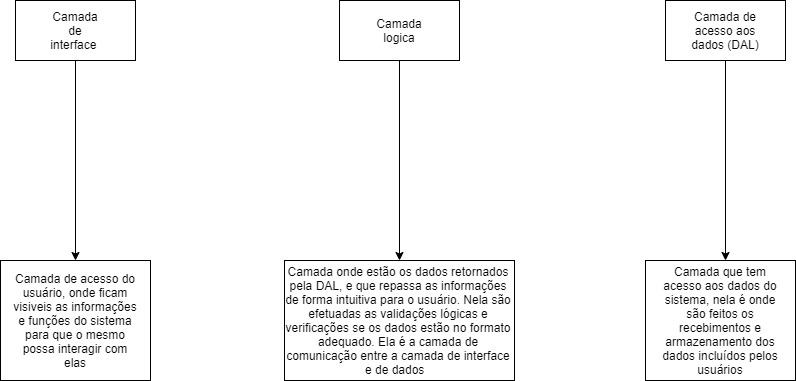 Camada
de
interface
Camada
logica
Camada de
acesso aos
dados (DAL)
Camada de acesso do
usuário, onde ficam
visiveis as informações
e funções do sistema
para que o mesmo
possa interagir com
elas
Camada onde estão os dados retornados
pela DAL, e que repassa as informações
de forma intuitiva para o usuário. Nela são
efetuadas as validações lógicas e
verificações se os dados estão no formato
adequado. Ela é a camada de
comunicação entre a camada de interface
e de dados
Camada que tem
acesso aos dados do
sistema, nela é onde
são feitos os
recebimentos e
armazenamento dos
dados incluídos pelos
usuários